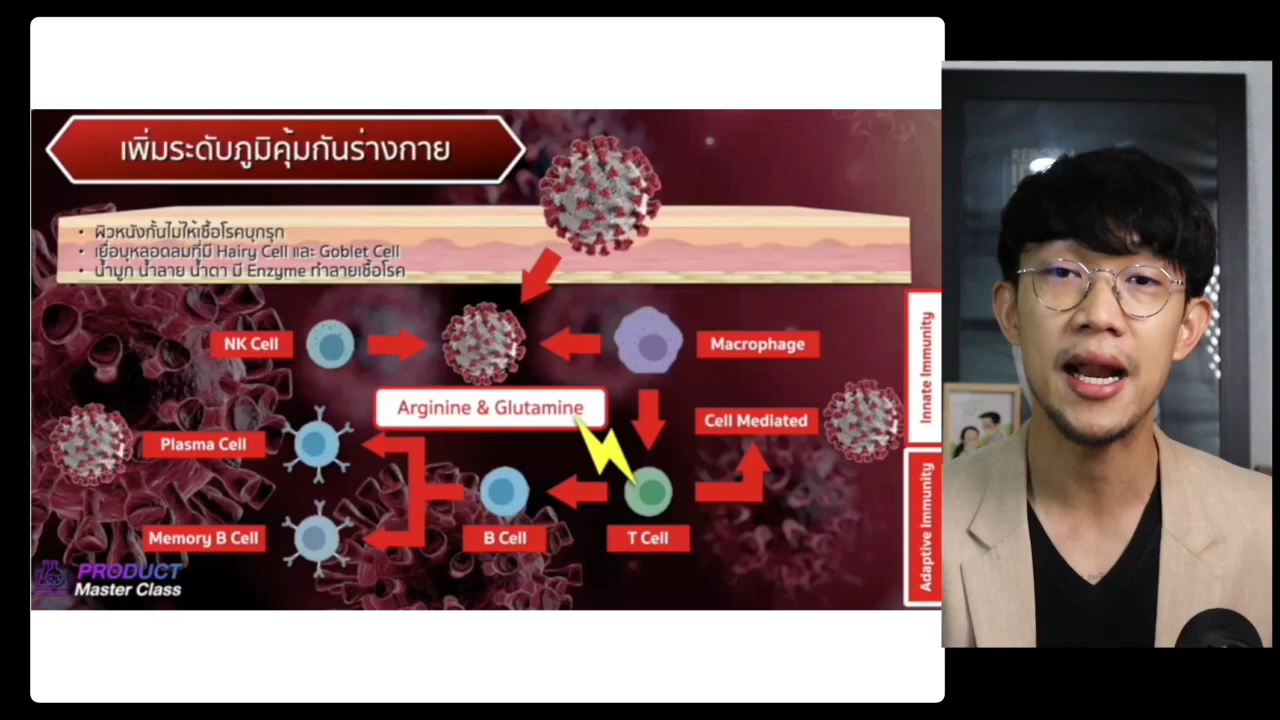 เพิ่มระดับภูมิคุ้มกันร่างกาย
• ผิวหนังกั้นไม่ให้เชื้อโรคบุกรุก
• เยื่อบุหลอดลมที่มี Hairy Cell และ Goblet Cell
• น้ำมูก น้ำลาย น้ำตา มี Enzyme ทำลายเชื้อโรค
NK Cell
Macrophage
Innate Immunity
Arginine & Glutamine
Cell Mediated
Plasma Cell
Memory B Cell
B Cell
T Cell
Adaptive Immunity
PRODUCT
Master Class